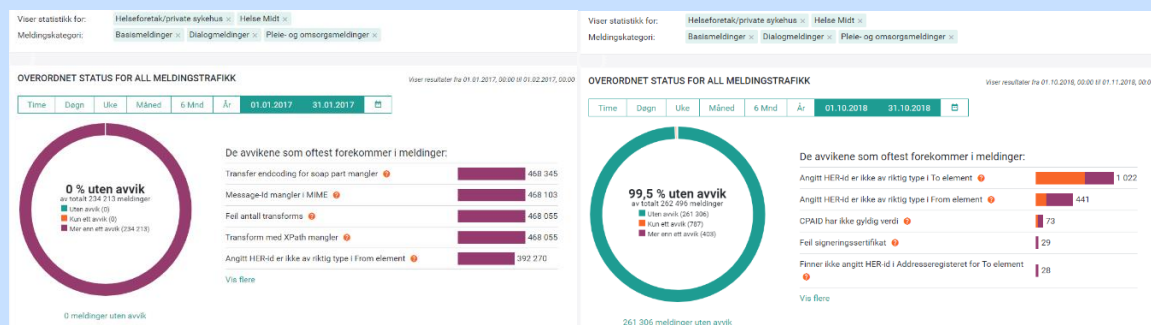 Viser statistikk for: Helseforetak/private sykehus × Helse Midt ×
Meldingskategori: Basismeldinger × Dialogmeldinger × Pleie- og omsorgsmeldinger ×
OVERORDNET STATUS FOR ALL MELDINGSTRAFIKK
Viser resultater fra 01.01.2017, 00:00 til 01.02.2017, 00:00
Time Døgn Uke Måned 6 Mnd År 01.01.2017 31.01.2017
0 % uten avvik
av totalt 234 213 meldinger
Uten avvik (0)
Kun ett avvik (0)
Mer enn ett avvik (234 213)
0 meldinger uten avvik
De avvikene som oftest forekommer i meldinger:
Transfer endcoding for soap part mangler 468 345
Message-Id mangler i MIME 468 103
Feil antall transforms 468 055
Transform med XPath mangler 468 055
Angitt HER-id er ikke av riktig type i From element 392 270
Vis flere
Viser statistikk for: Helseforetak/private sykehus × Helse Midt ×
Meldingskategori: Basismeldinger × Dialogmeldinger × Pleie- og omsorgsmeldinger ×
OVERORDNET STATUS FOR ALL MELDINGSTRAFIKK
Viser resultater fra 01.10.2018, 00:00 til 01.11.2018, 00:0
Time Døgn Uke Måned 6 Mnd År 01.10.2018 31.10.2018
99,5 % uten avvik
av totalt 262 496 meldinger
Uten avvik (261 306)
Kun ett avvik (787)
Mer enn ett avvik (403)
261 306 meldinger uten avvik
De avvikene som oftest forekommer i meldinger:
Angitt HER-id er ikke av riktig type i To element 1 022
Angitt HER-id er ikke av riktig type i From element 441
CPAID har ikke gyldig verdi 73
Feil signeringssertifikat 29
Finner ikke angitt HER-id i Addresseregisteret for To element 28
Vis flere